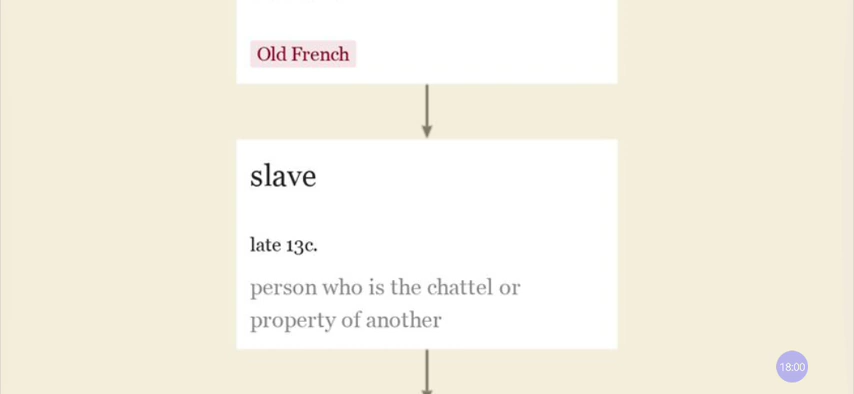 Old French
slave
late 13c.
person who is the chattel or
property of another
18:00